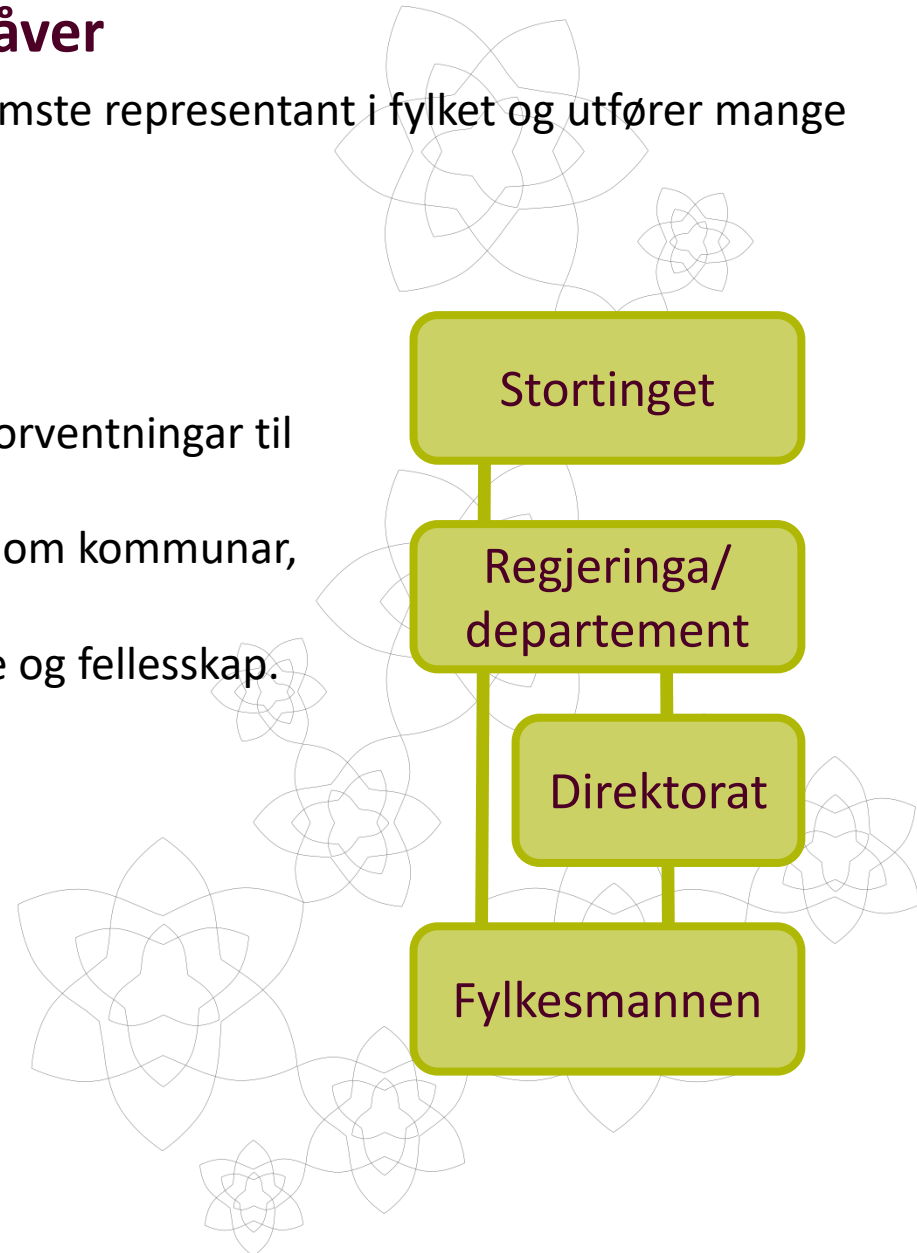 åver
mste representant i fylket og utfører mange
orventningar til
om kommunar,
e og fellesskap.
Stortinget
Regjeringa/
departement
Direktorat
Fylkesmannen